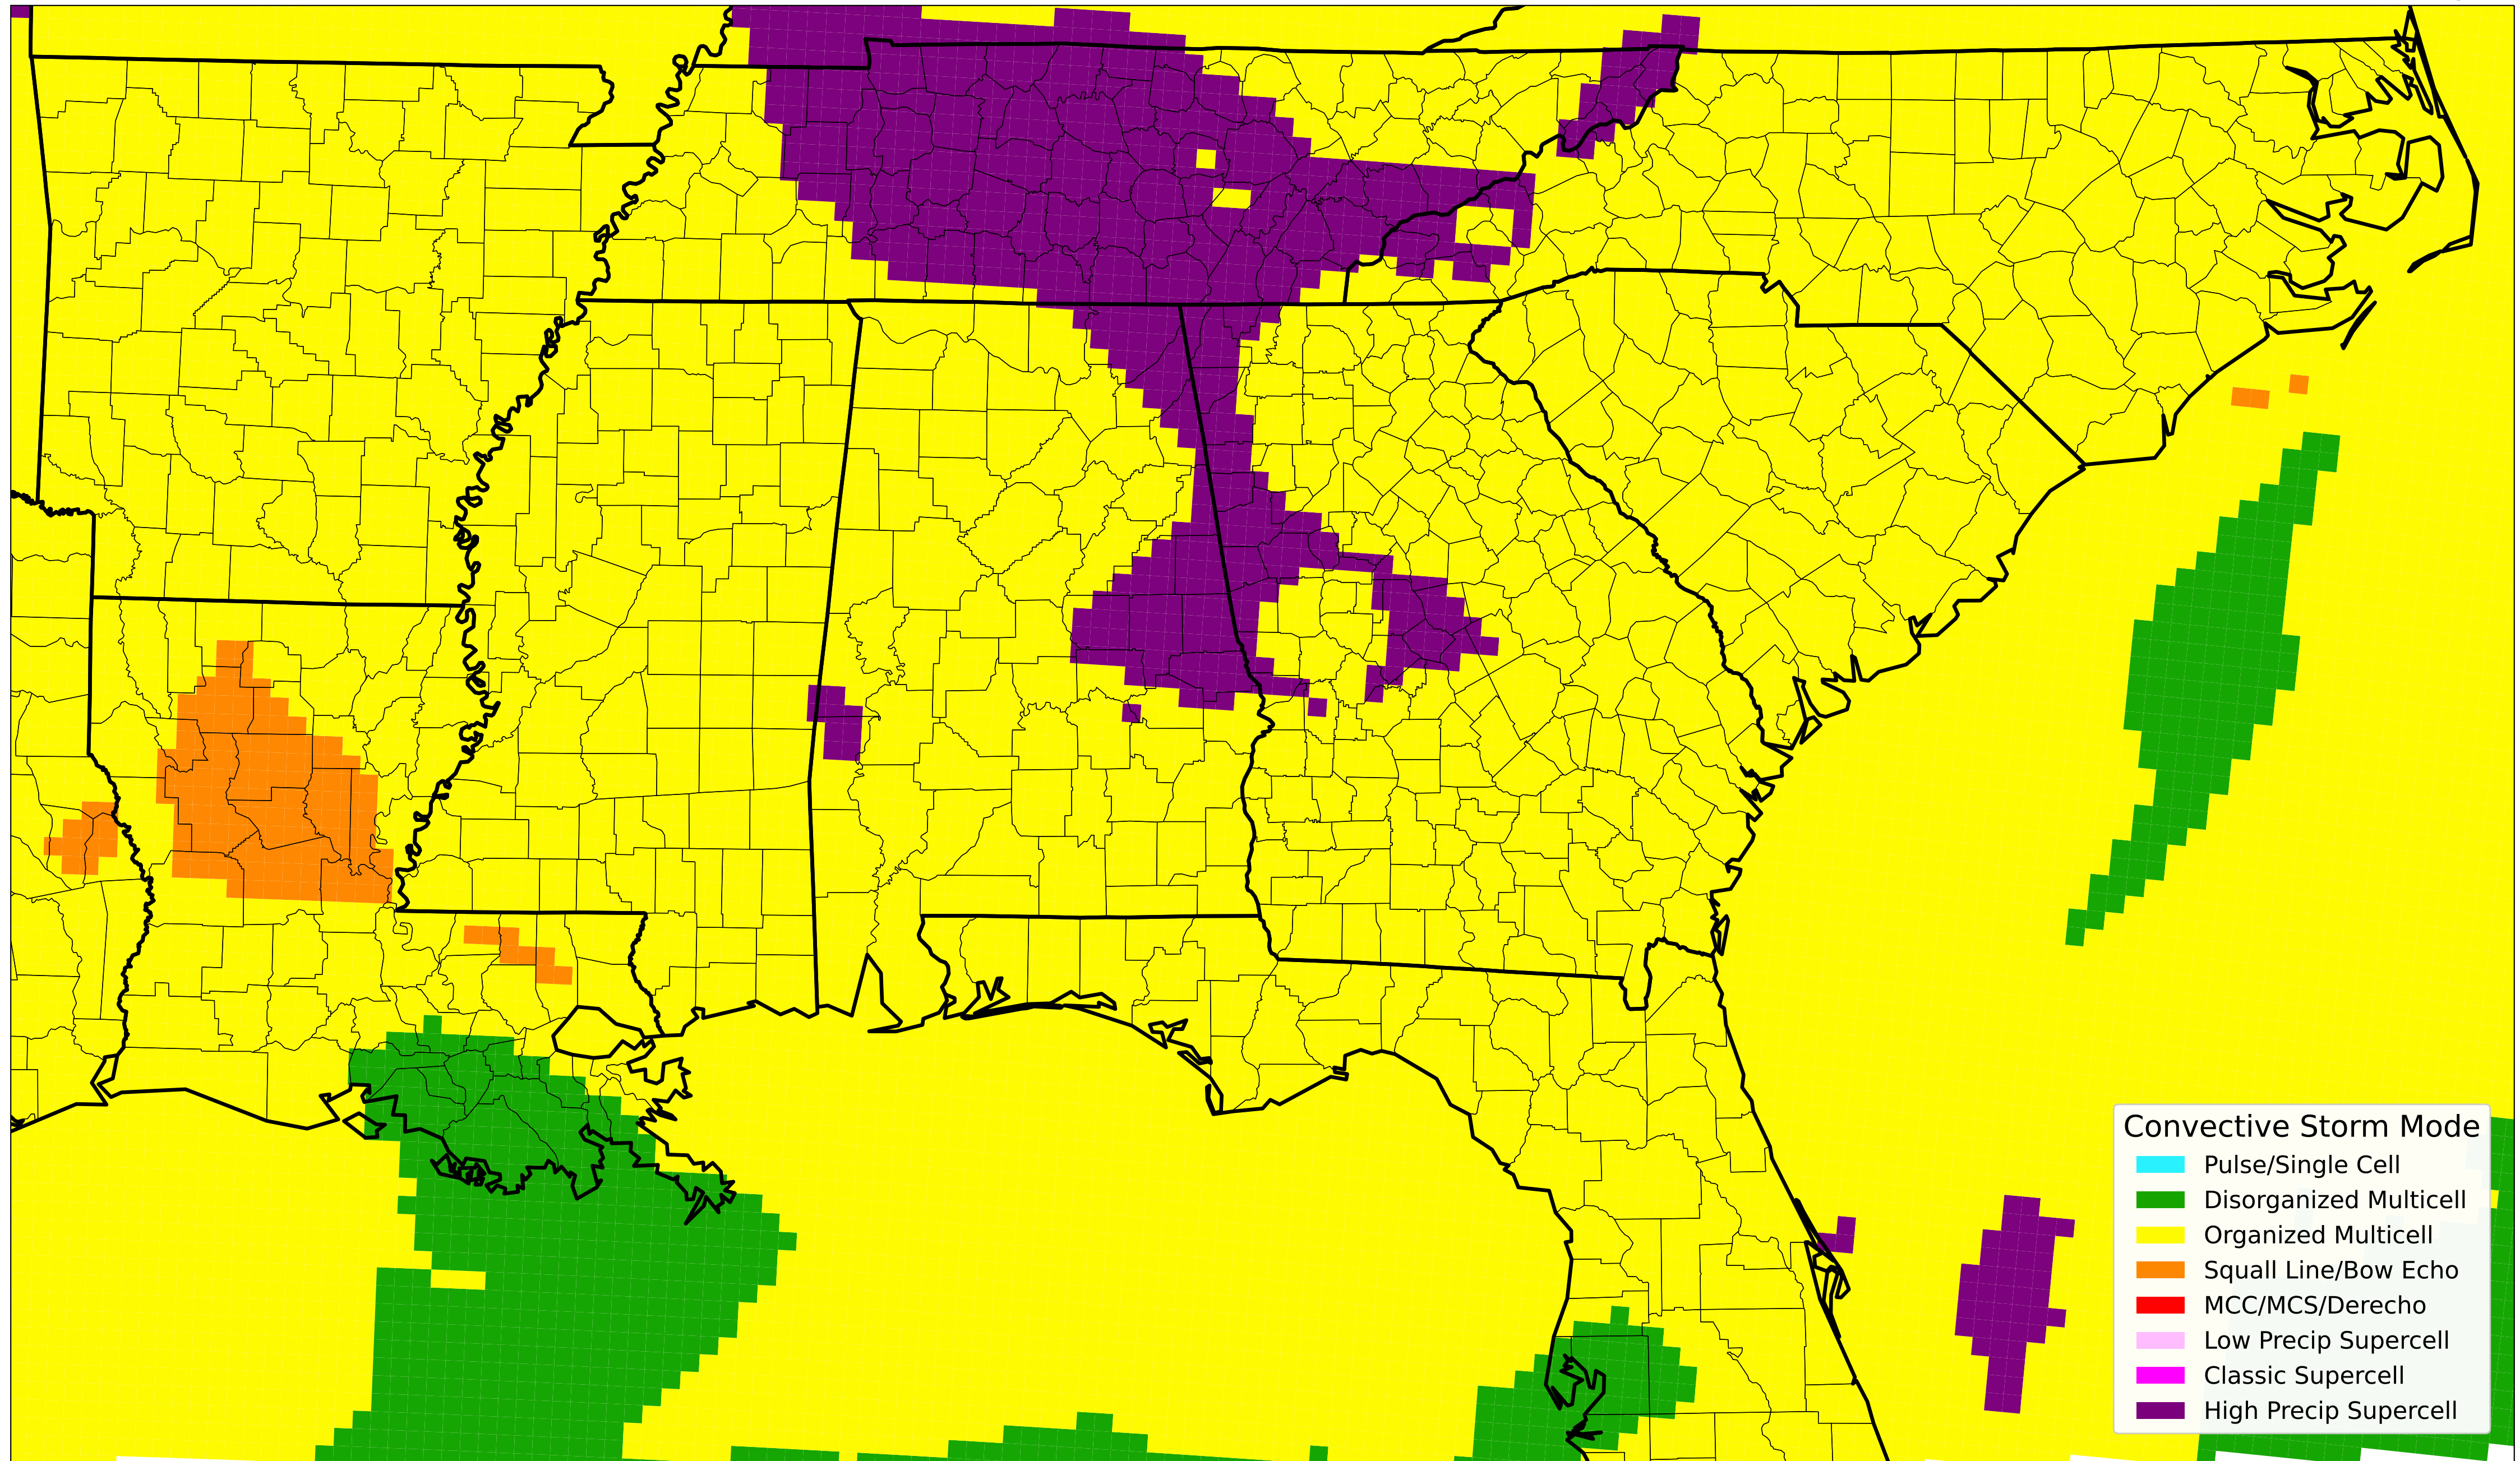 Convective Storm Mode
Pulse/Single Cell
Disorganized Multicell
Organized Multicell
Squall Line/Bow Echo
MCC/MCS/Derecho
Low Precip Supercell
Classic Supercell
High Precip Supercell